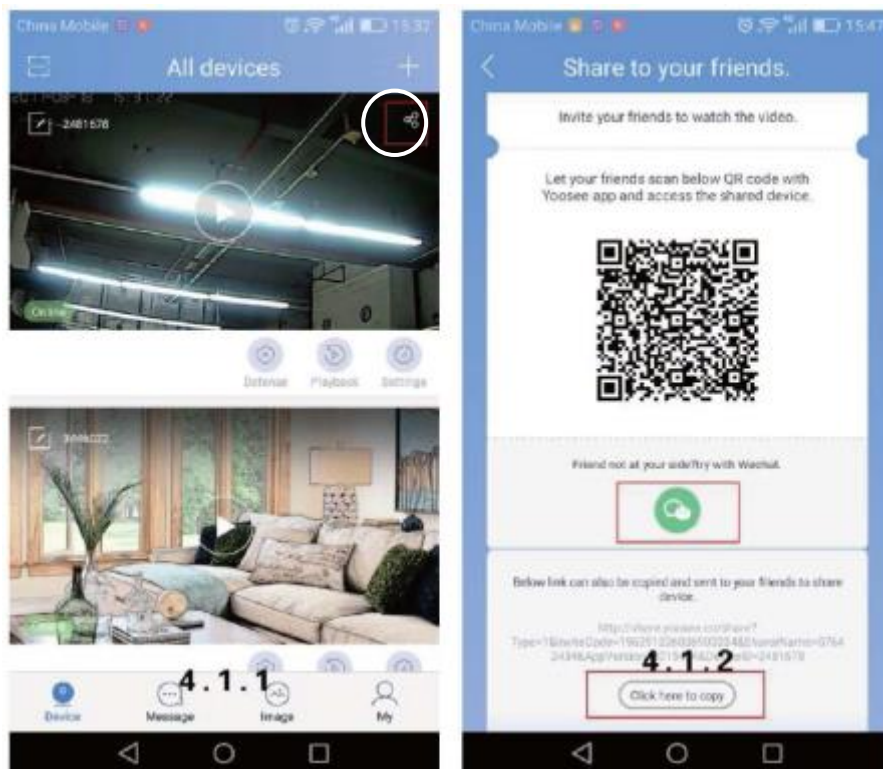 China Mobile
15:37
All devices
2481678
Online
Defense Playback Settings
4.1.1
Device Message Image My
China Mobile
15:47
Share to your friends.
Invite your friends to watch the video.
Let your friends scan below QR code with
Yoosee app and access the shared device.
Friend not at your side?try with Wechat.
Below link can also be copied and sent to your friends to share
device.
4.1.2
Click here to copy